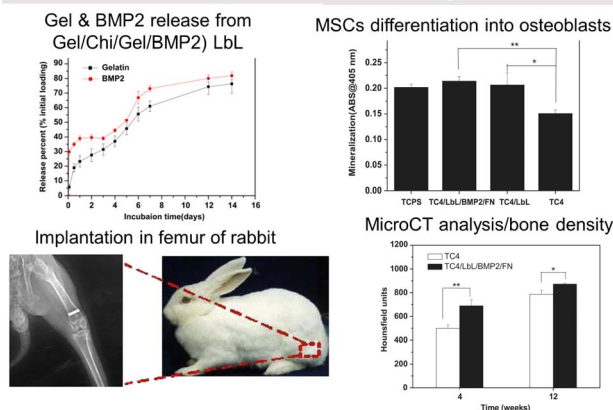 Gel & BMP2 release from
Gel/Chi/Gel/BMP2) LbL
Release percent (% initial loading)
90
80
70
60
50
40
30
20
10
0
Gelatin
BMP2
0 2 4 6 8 10 12 14 16
Incubaion time(days)
MSCs differentiation into osteoblasts
Mineralization(ABS@405 nm)
0.25
0.20
0.15
0.10
0.05
0.00
**
*
TCPS TC4/LbL/BMP2/FN TC4/LbL TC4
Implantation in femur of rabbit
MicroCT analysis/bone density
Hounsfield units
1200
1000
800
600
400
200
0
TC4
TC4/LbL/BMP2/FN
**
*
4 12
Time (weeks)